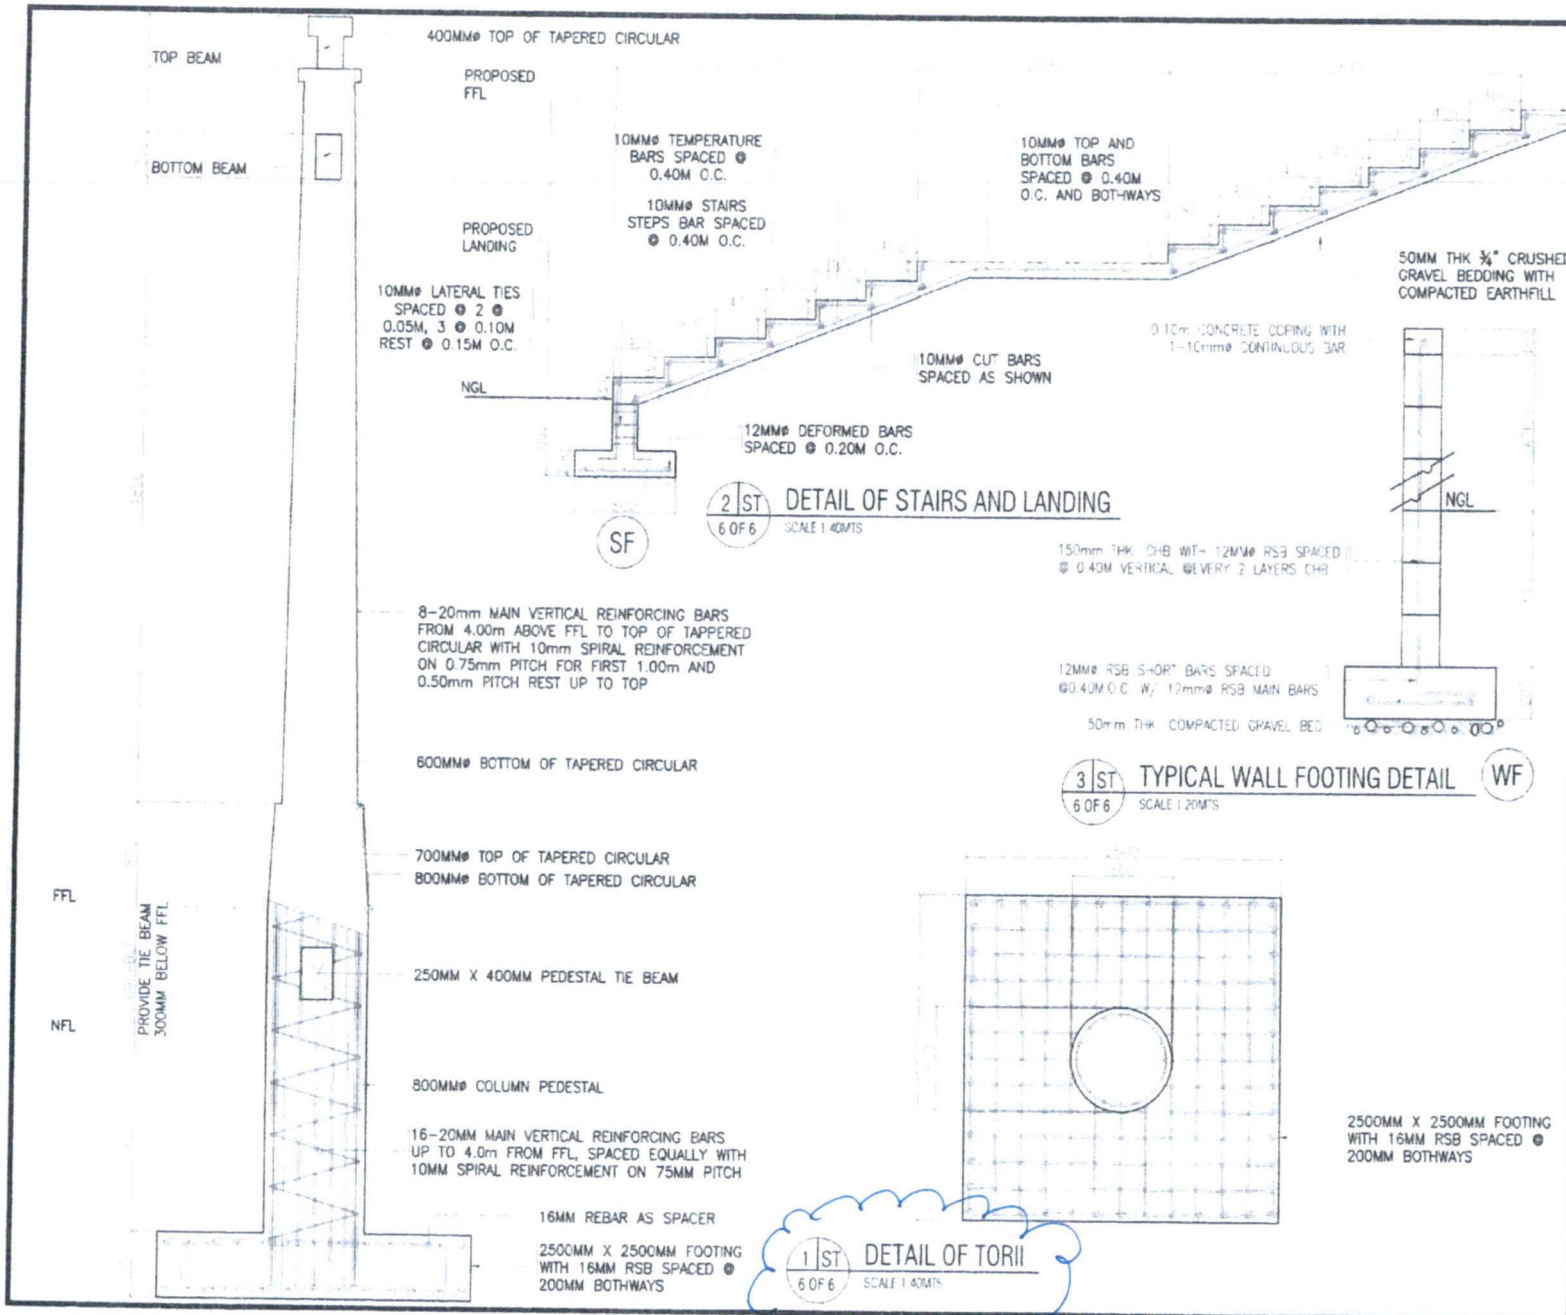 TOP BEAM
400MMø TOP OF TAPERED CIRCULAR
PROPOSED
FFL
BOTTOM BEAM
10MMø TEMPERATURE
BARS SPACED @
0.40M O.C.
10MMø STAIRS
STEPS BAR SPACED
@ 0.40M O.C.
10MMø TOP AND
BOTTOM BARS
SPACED @ 0.40M
O.C. AND BOTHWAYS
PROPOSED
LANDING
10MMø LATERAL TIES
SPACED @ 2 @
0.05M, 3 @ 0.10M
REST @ 0.15M O.C.
NGL
10MMø CUT BARS
SPACED AS SHOWN
12MMø DEFORMED BARS
SPACED @ 0.20M O.C.
SF
2 ST
6 OF 6
DETAIL OF STAIRS AND LANDING
SCALE 1:40MTS
50MM THK ¾" CRUSHED
GRAVEL BEDDING WITH
COMPACTED EARTHFILL
0.10m CONCRETE COPING WITH
1-10mmø CONTINUOUS BAR
NGL
150mm THK. CHB WITH 12MMø RSB SPACED
@ 0.40M VERTICAL @EVERY 2 LAYERS CHB
12MMø RSB SHORT BARS SPACED
@0.40M O.C. W/ 12mmø RSB MAIN BARS
50mm THK. COMPACTED GRAVEL BED
3 ST
6 OF 6
TYPICAL WALL FOOTING DETAIL
SCALE 1:20MTS
WF
8-20mm MAIN VERTICAL REINFORCING BARS
FROM 4.00m ABOVE FFL TO TOP OF TAPPERED
CIRCULAR WITH 10mm SPIRAL REINFORCEMENT
ON 0.75mm PITCH FOR FIRST 1.00m AND
0.50mm PITCH REST UP TO TOP
600MMø BOTTOM OF TAPERED CIRCULAR
700MMø TOP OF TAPERED CIRCULAR
800MMø BOTTOM OF TAPERED CIRCULAR
FFL
PROVIDE TIE BEAM
300MM BELOW FFL
250MM X 400MM PEDESTAL TIE BEAM
NFL
800MMø COLUMN PEDESTAL
16-20MM MAIN VERTICAL REINFORCING BARS
UP TO 4.0m FROM FFL, SPACED EQUALLY WITH
10MM SPIRAL REINFORCEMENT ON 75MM PITCH
16MM REBAR AS SPACER
2500MM X 2500MM FOOTING
WITH 16MM RSB SPACED @
200MM BOTHWAYS
2500MM X 2500MM FOOTING
WITH 16MM RSB SPACED @
200MM BOTHWAYS
1 ST
6 OF 6
DETAIL OF TORII
SCALE 1:40MTS